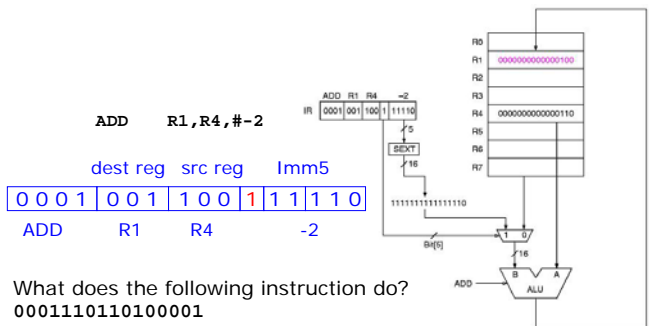 ADD R1,R4,#-2
dest reg src reg Imm5
0 0 0 1 0 0 1 1 0 0 1 1 1 1 1 0
ADD R1 R4 -2
What does the following instruction do?
0001110110100001
ADD R1 R4 -2
IR 0001 001 100 1 11110
5
SEXT
16
1111111111111110
Bit[5]
1 0
16
B A
ADD
ALU
R0
R1 0000000000000100
R2
R3
R4 0000000000000110
R5
R6
R7